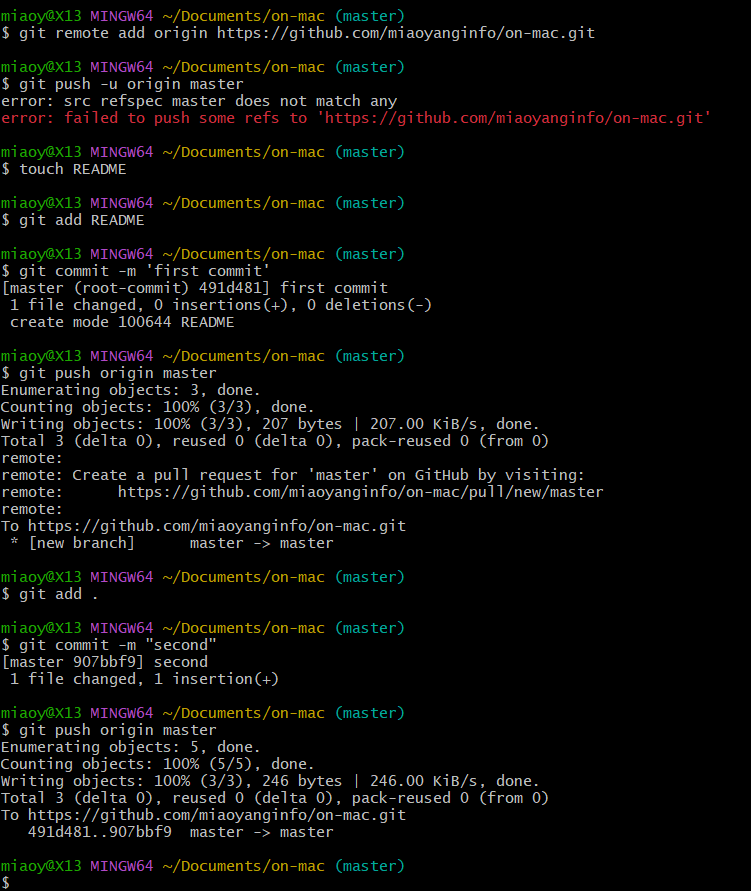 miaoy@X13 MINGW64 ~/Documents/on-mac (master)
$ git remote add origin https://github.com/miaoyanginfo/on-mac.git
miaoy@X13 MINGW64 ~/Documents/on-mac (master)
$ git push -u origin master
error: src refspec master does not match any
error: failed to push some refs to 'https://github.com/miaoyanginfo/on-mac.git'
miaoy@X13 MINGW64 ~/Documents/on-mac (master)
$ touch README
miaoy@X13 MINGW64 ~/Documents/on-mac (master)
$ git add README
miaoy@X13 MINGW64 ~/Documents/on-mac (master)
$ git commit -m 'first commit'
[master (root-commit) 491d481] first commit
 1 file changed, 0 insertions(+), 0 deletions(-)
 create mode 100644 README
miaoy@X13 MINGW64 ~/Documents/on-mac (master)
$ git push origin master
Enumerating objects: 3, done.
Counting objects: 100% (3/3), done.
Writing objects: 100% (3/3), 207 bytes | 207.00 KiB/s, done.
Total 3 (delta 0), reused 0 (delta 0), pack-reused 0 (from 0)
remote:
remote: Create a pull request for 'master' on GitHub by visiting:
remote:      https://github.com/miaoyanginfo/on-mac/pull/new/master
remote:
To https://github.com/miaoyanginfo/on-mac.git
 * [new branch]      master -> master
miaoy@X13 MINGW64 ~/Documents/on-mac (master)
$ git add .
miaoy@X13 MINGW64 ~/Documents/on-mac (master)
$ git commit -m "second"
[master 907bbf9] second
 1 file changed, 1 insertion(+)
miaoy@X13 MINGW64 ~/Documents/on-mac (master)
$ git push origin master
Enumerating objects: 5, done.
Counting objects: 100% (5/5), done.
Writing objects: 100% (3/3), 246 bytes | 246.00 KiB/s, done.
Total 3 (delta 0), reused 0 (delta 0), pack-reused 0 (from 0)
To https://github.com/miaoyanginfo/on-mac.git
   491d481..907bbf9  master -> master
miaoy@X13 MINGW64 ~/Documents/on-mac (master)
$